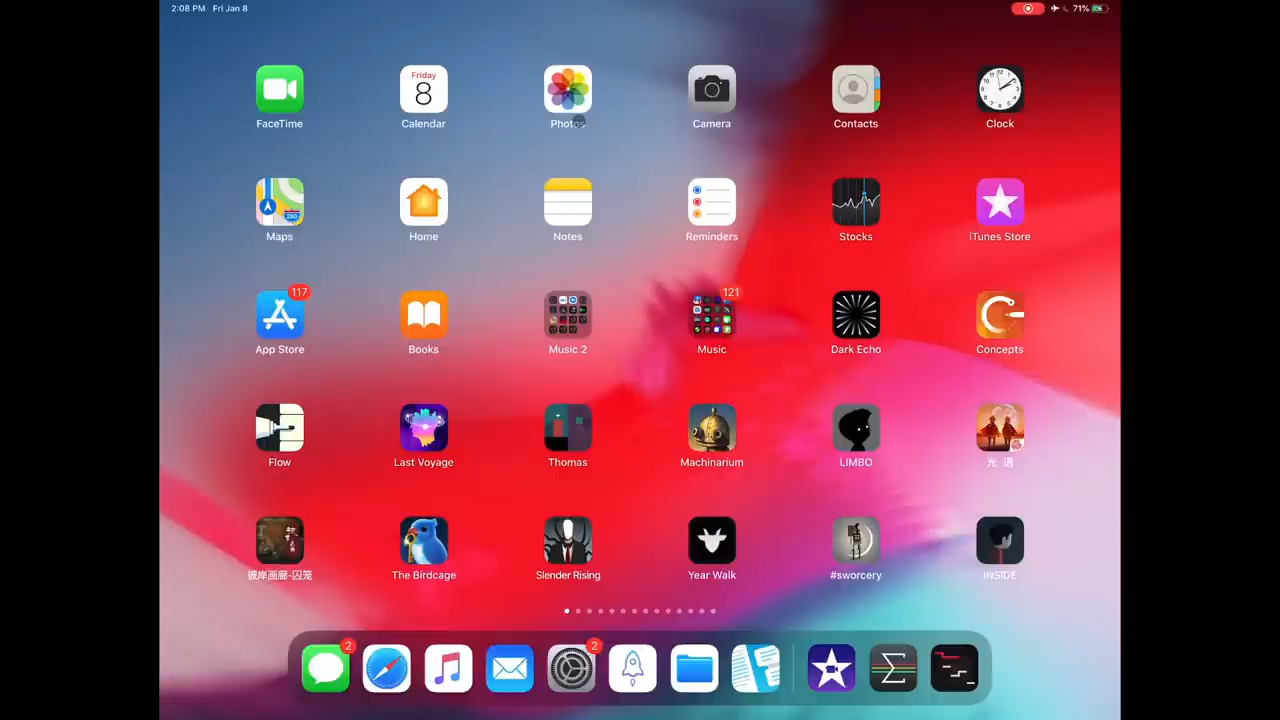 2:08 PM Fri Jan 8
71%
Friday
8
FaceTime
Calendar
Photos
Camera
Contacts
Clock
280
Maps
Home
Notes
Reminders
Stocks
iTunes Store
117
121
App Store
Books
Music 2
Music
Dark Echo
Concepts
Flow
Last Voyage
Thomas
Machinarium
LIMBO
光 遇
彼岸画廊-囚笼
The Birdcage
Slender Rising
Year Walk
#sworcery
INSIDE
2
2